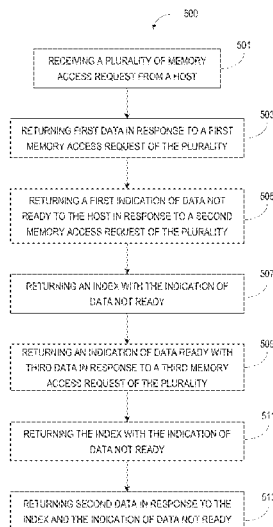 500
501
RECEIVING A PLURALITY OF MEMORY
ACCESS REQUEST FROM A HOST
503
RETURNING FIRST DATA IN RESPONSE TO A FIRST
MEMORY ACCESS REQUEST OF THE PLURALITY
RETURNING A FIRST INDICATION OF DATA NOT
READY TO THE HOST IN RESPONSE TO A SECOND
MEMORY ACCESS REQUEST OF THE PLURALITY
507
RETURNING AN INDEX WITH THE INDICATION OF
DATA NOT READY
RETURNING AN INDICATION OF DATA READY WITH
THIRD DATA IN RESPONSE TO A THIRD MEMORY
ACCESS REQUEST OF THE PLURALITY
RETURNING THE INDEX WITH THE INDICATION OF
DATA NOT READY
RETURNING SECOND DATA IN RESPONSE TO THE
INDEX AND THE INDICATION OF DATA NOT READY